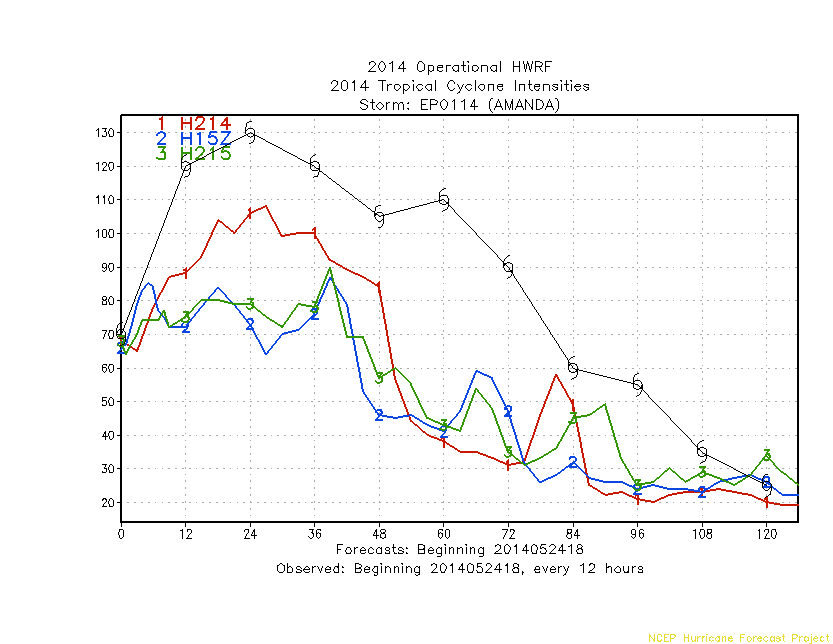 2014 Operational HWRF
2014 Tropical Cyclone Intensities
Storm: EP0114 (AMANDA)
1 H214
2 H15Z
3 H215
130
120
110
100
90
80
70
60
50
40
30
20
0 12 24 36 48 60 72 84 96 108 120
Forecasts: Beginning 2014052418
Observed: Beginning 2014052418, every 12 hours
NCEP Hurricane Forecast Project